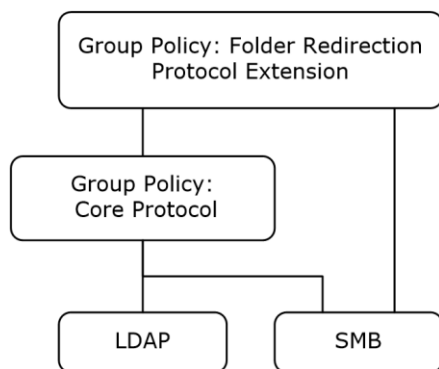 Group Policy: Folder Redirection
Protocol Extension
Group Policy:
Core Protocol
LDAP
SMB